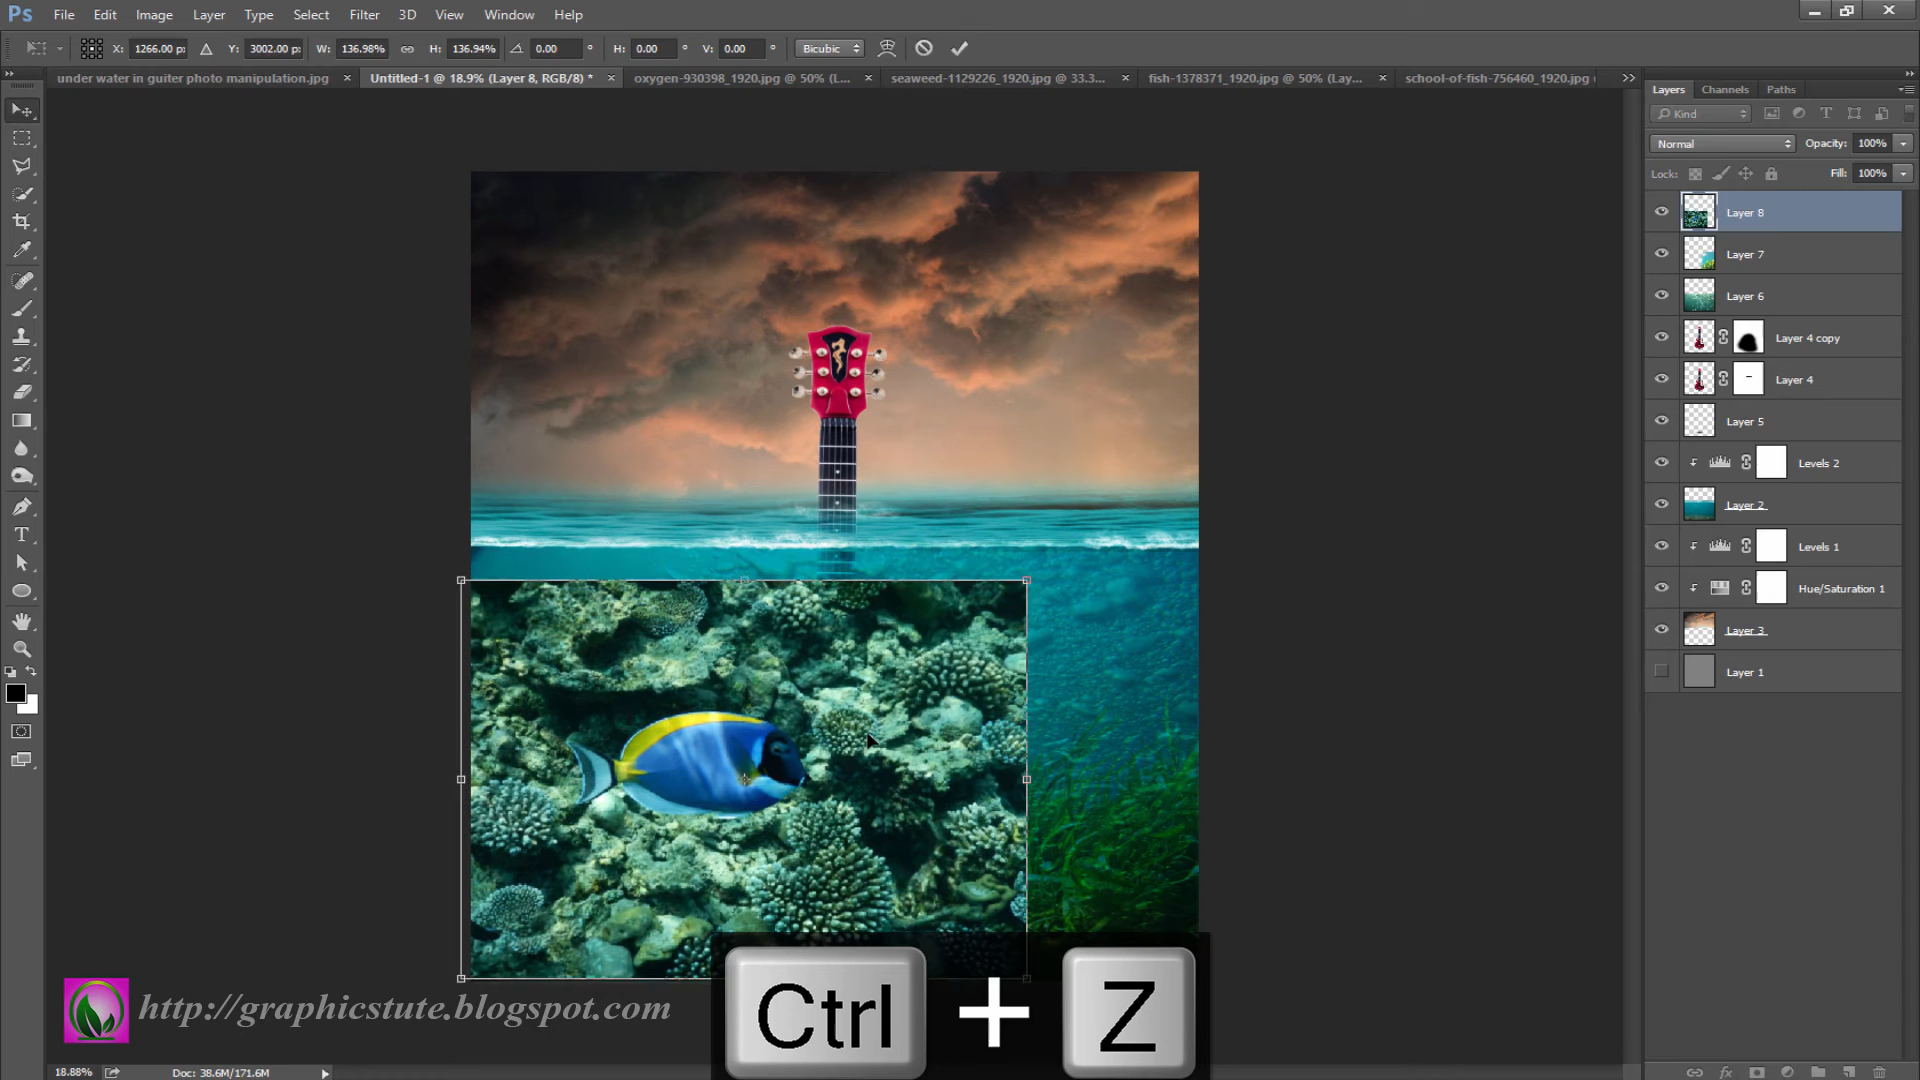 Ps File Edit Image Layer Type Select Filter 3D View Window Help
X: 1266.00 px Y: 3002.00 px W: 136.98% H: 136.94% 0.00 ° H: 0.00 ° V: 0.00 ° Bicubic
under water in guiter photo manipulation.jpg × Untitled-1 @ 18.9% (Layer 8, RGB/8) * × oxygen-930398_1920.jpg @ 50% (L... × seaweed-1129226_1920.jpg @ 33.3... × fish-1378371_1920.jpg @ 50% (Lay... × school-of-fish-756460_1920.jpg
Layers Channels Paths
Kind
Normal Opacity: 100%
Lock: Fill: 100%
Layer 8
Layer 7
Layer 6
Layer 4 copy
Layer 4
Layer 5
Levels 2
Layer 2
Levels 1
Hue/Saturation 1
Layer 3
Layer 1
http://graphicstute.blogspot.com
Ctrl + Z
18.88% Doc: 38.6M/171.6M